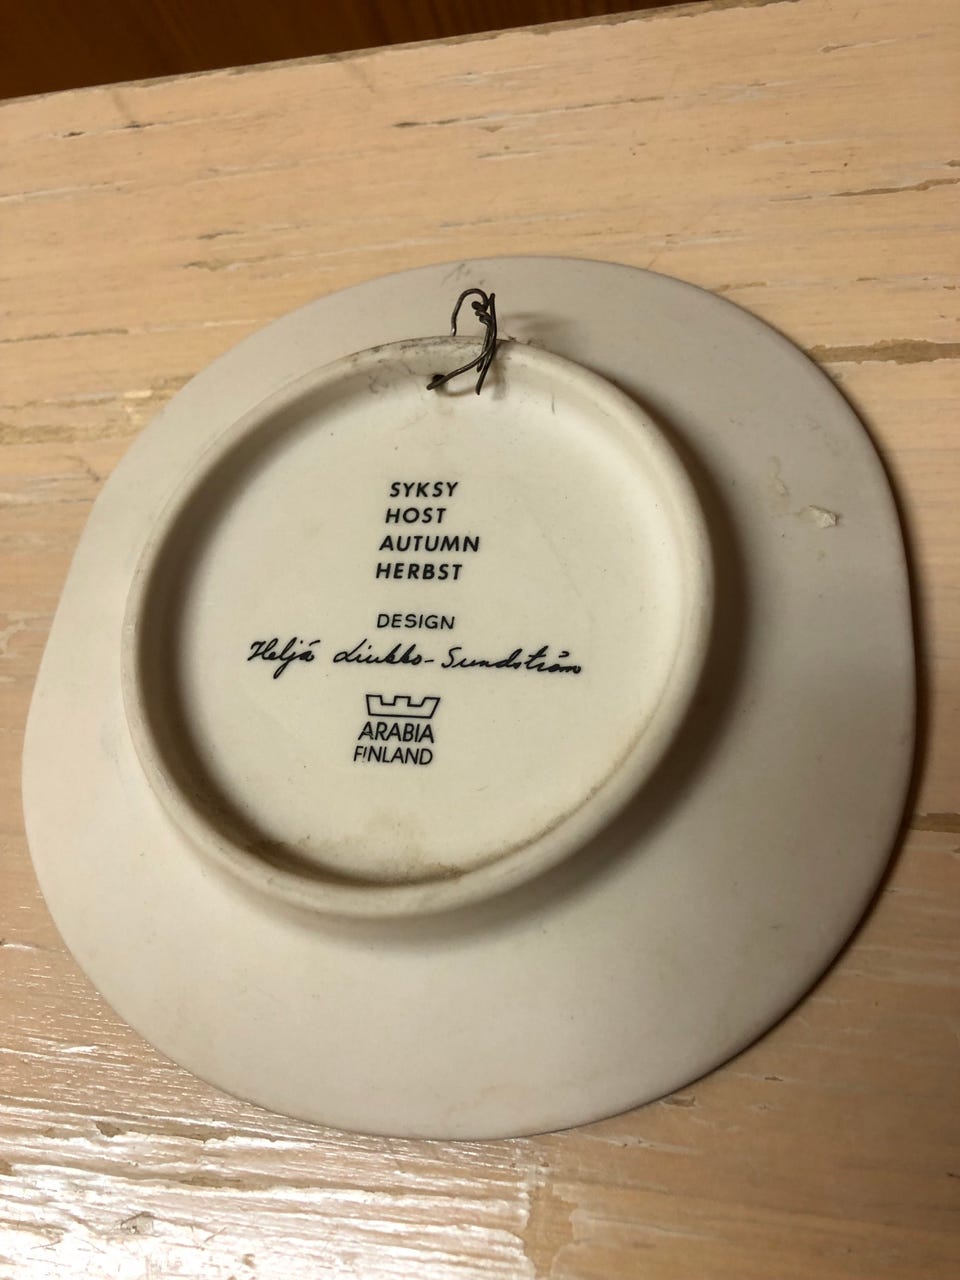 SYKSY
HOST
AUTUMN
HERBST
DESIGN
Heljä Liukko-Sundström
ARABIA
FINLAND